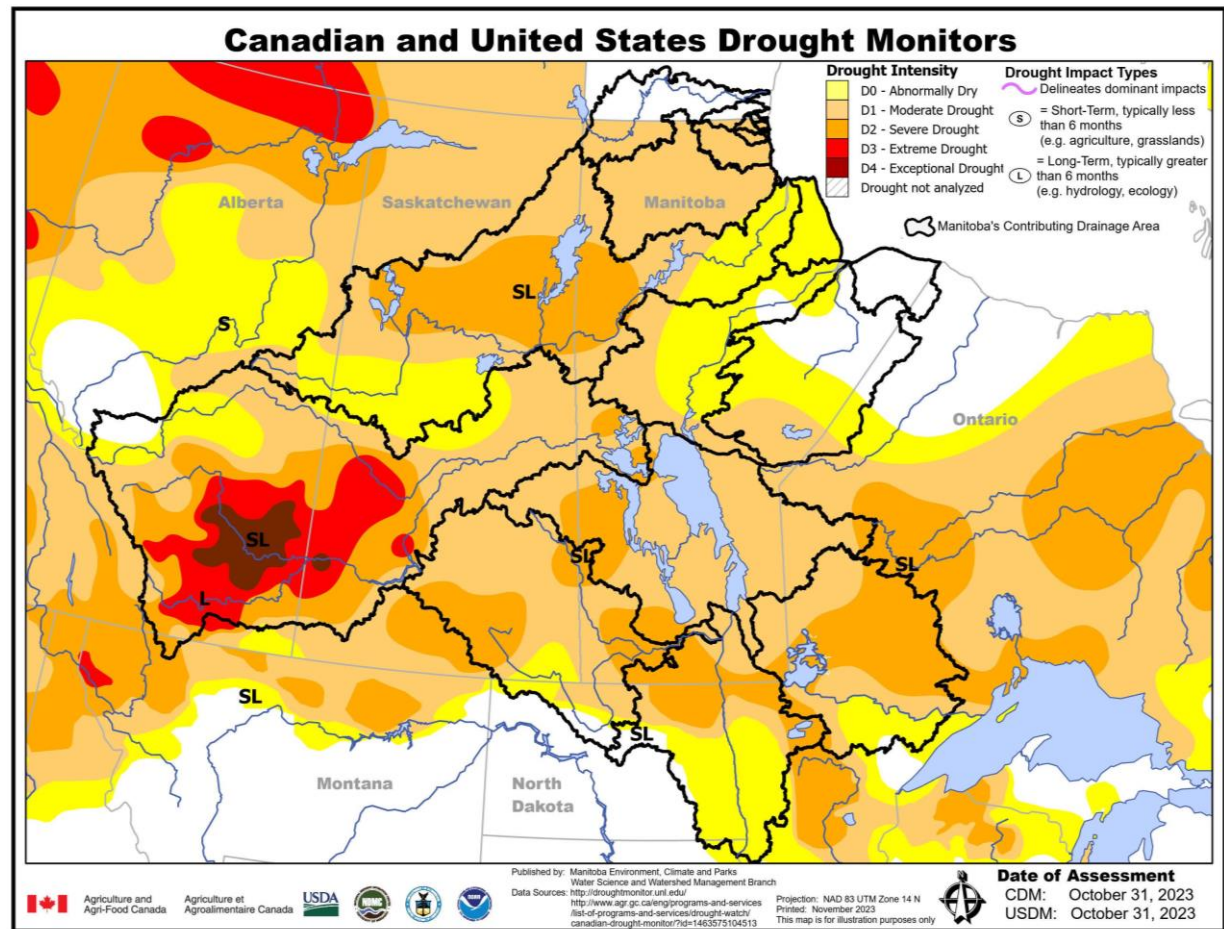 Canadian and United States Drought Monitors
Drought Intensity
D0 - Abnormally Dry
D1 - Moderate Drought
D2 - Severe Drought
D3 - Extreme Drought
D4 - Exceptional Drought
Drought not analyzed
Drought Impact Types
Delineates dominant impacts
S = Short-Term, typically less
than 6 months
(e.g. agriculture, grasslands)
L = Long-Term, typically greater
than 6 months
(e.g. hydrology, ecology)
Manitoba's Contributing Drainage Area
Alberta
Saskatchewan
Manitoba
SL
S
Ontario
SL
SL
SL
L
SL
SL
Montana
North
Dakota
Agriculture and
Agri-Food Canada
Agriculture et
Agroalimentaire Canada
USDA
NDMC
Published by: Manitoba Environment, Climate and Parks
Water Science and Watershed Management Branch
Data Sources: http://droughtmonitor.unl.edu/
http://www.agr.gc.ca/eng/programs-and-services
/list-of-programs-and-services/drought-watch/
canadian-drought-monitor/?id=1463575104513
Projection: NAD 83 UTM Zone 14 N
Printed: November 2023
This map is for illustration purposes only
Date of Assessment
CDM: October 31, 2023
USDM: October 31, 2023